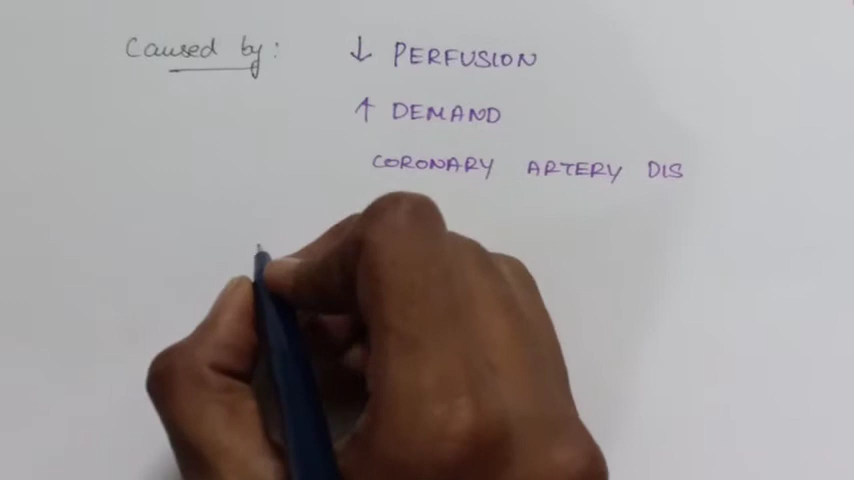 Caused by: ↓ PERFUSION
↑ DEMAND
CORONARY ARTERY DIS